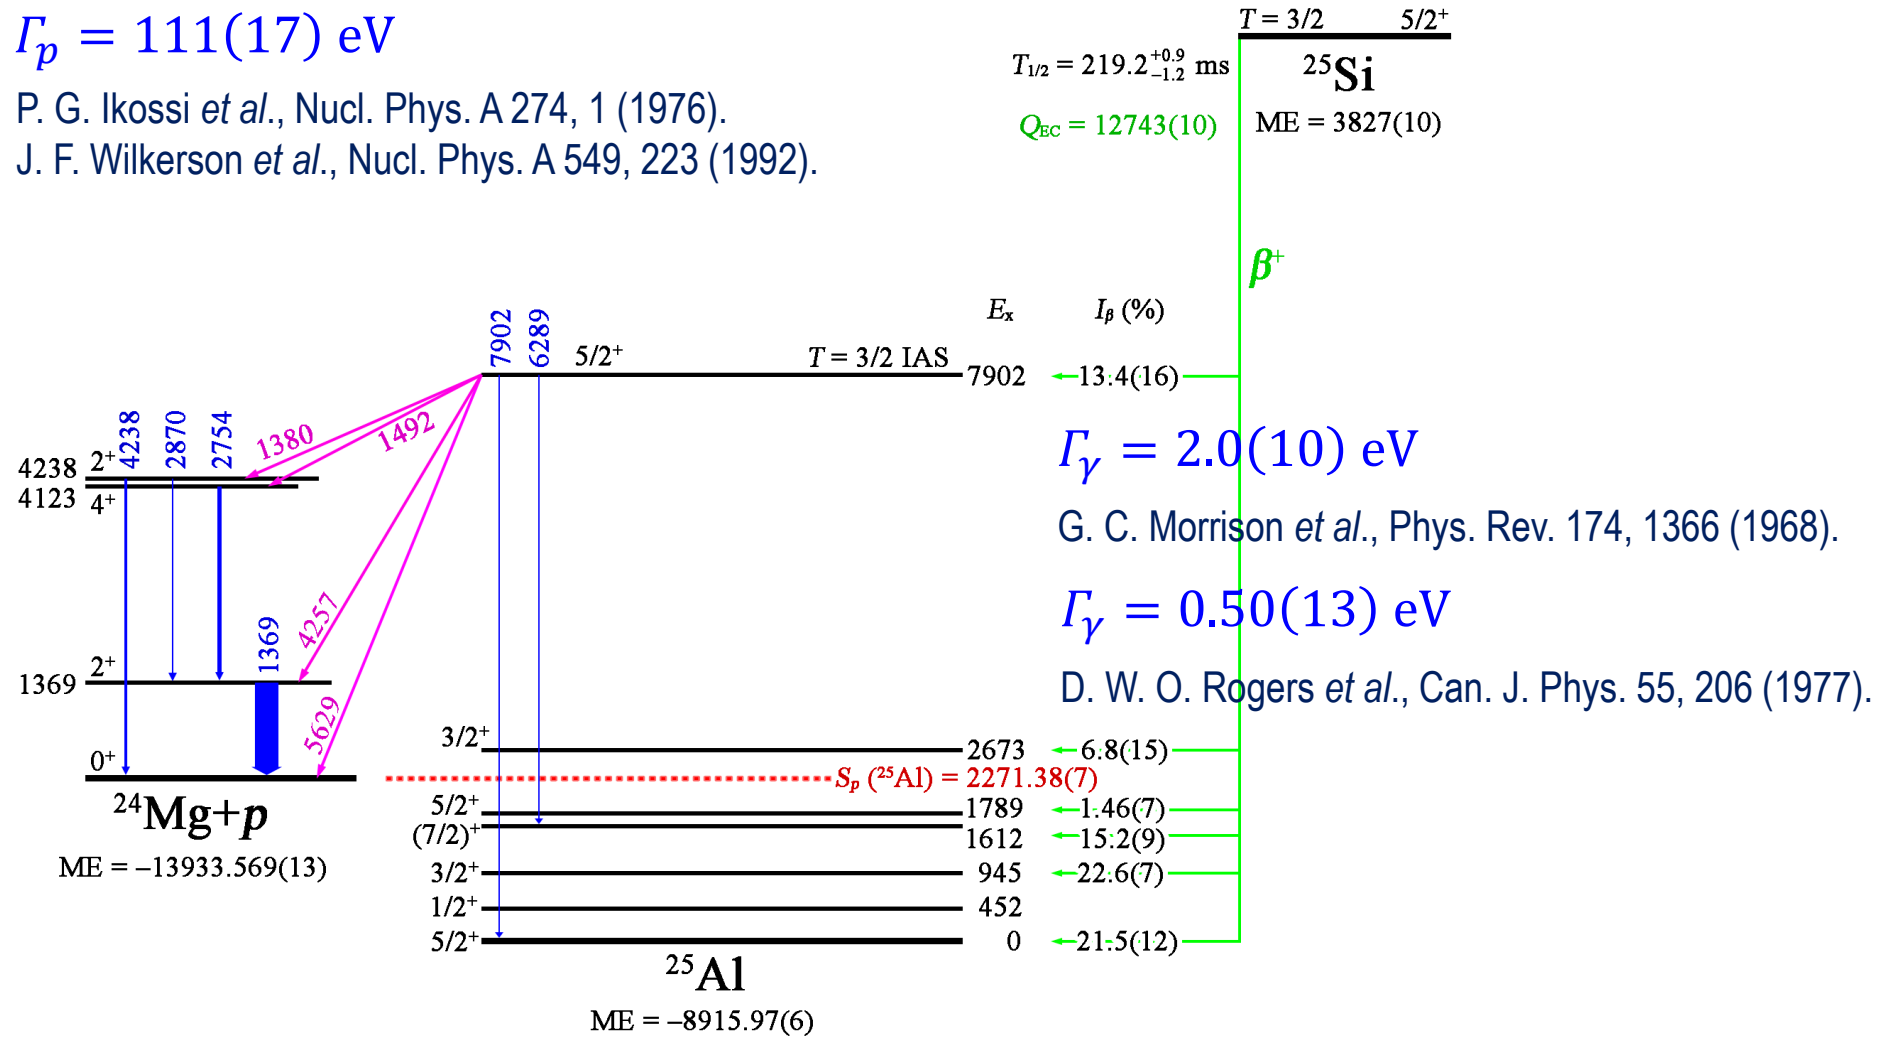 Γp = 111(17) eV
P. G. Ikossi et al., Nucl. Phys. A 274, 1 (1976).
J. F. Wilkerson et al., Nucl. Phys. A 549, 223 (1992).
T = 3/2 5/2+
T1/2 = 219.2 +0.9 −1.2 ms
25Si
QEC = 12743(10)
ME = 3827(10)
β+
Ex Iβ (%)
7902
6289
5/2+ T = 3/2 IAS 7902 13.4(16)
Γγ = 2.0(10) eV
G. C. Morrison et al., Phys. Rev. 174, 1366 (1968).
Γγ = 0.50(13) eV
D. W. O. Rogers et al., Can. J. Phys. 55, 206 (1977).
4238
2870
2754
1380
1492
4238 2+
4123 4+
4257
1369
5629
1369 2+
0+
24Mg+p
ME = –13933.569(13)
3/2+ 2673 6.8(15)
Sp (25Al) = 2271.38(7)
5/2+ 1789 1.46(7)
(7/2)+ 1612 15.2(9)
3/2+ 945 22.6(7)
1/2+ 452
5/2+ 0 21.5(12)
25Al
ME = –8915.97(6)